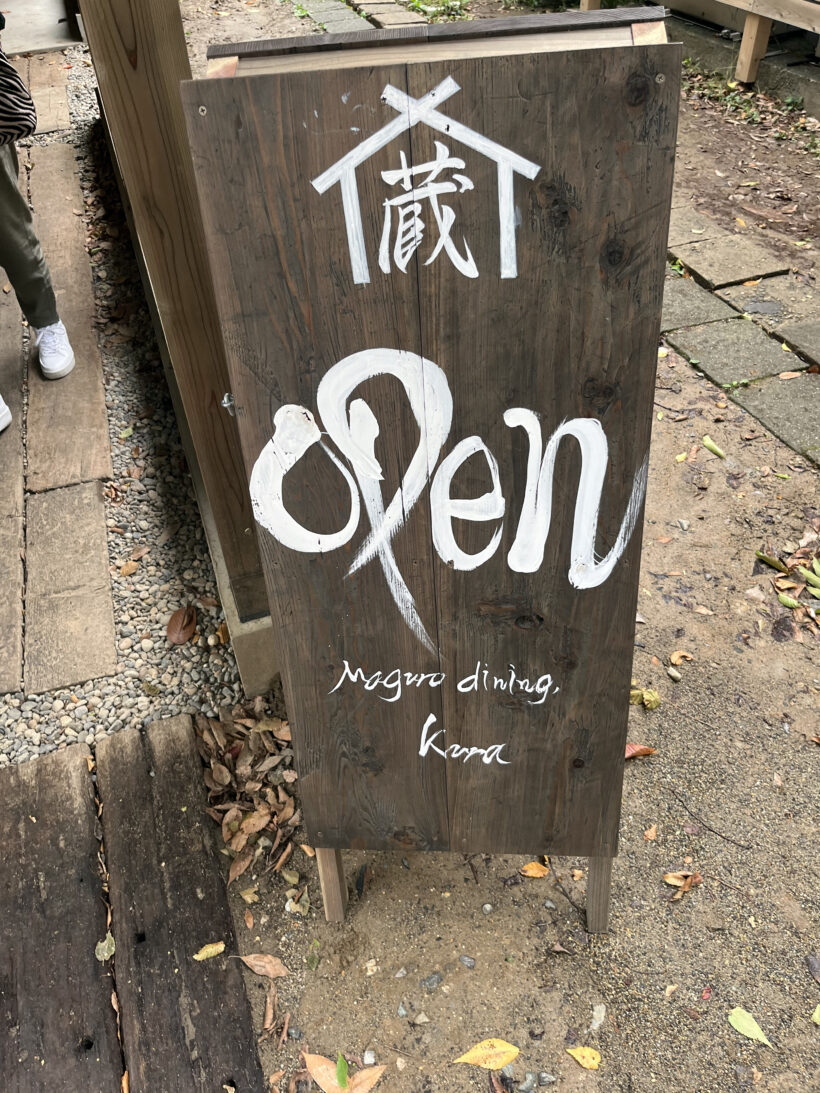 蔵
open
Maguro dining,
Kura